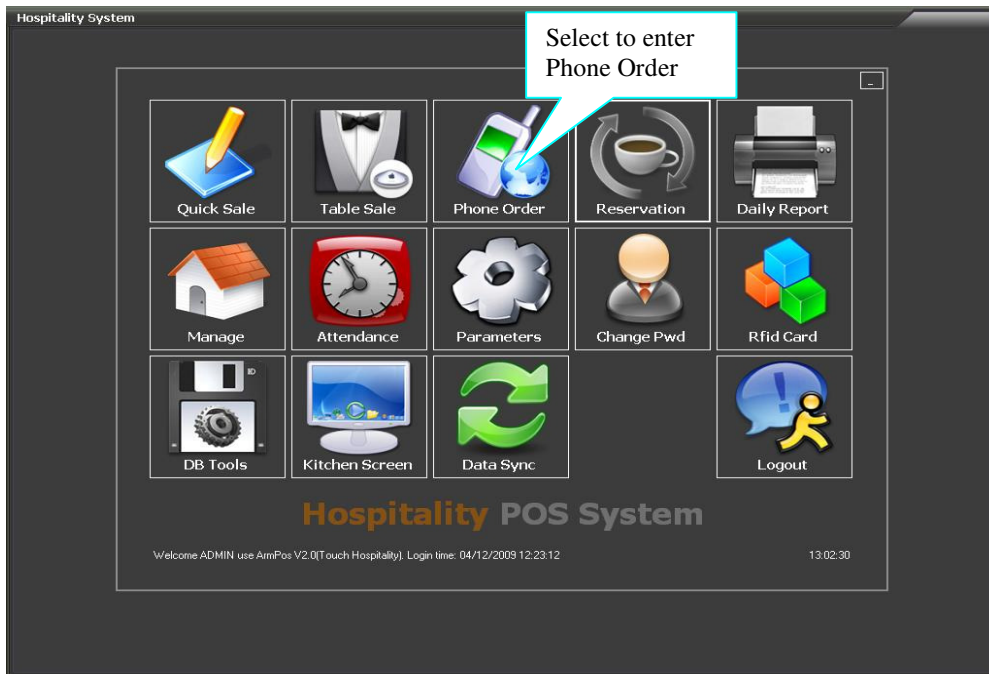 Hospitality System
Select to enter
Phone Order
Quick Sale
Table Sale
Phone Order
Reservation
Daily Report
Manage
Attendance
Parameters
Change Pwd
Rfid Card
DB Tools
Kitchen Screen
Data Sync
Logout
Hospitality POS System
Welcome ADMIN use ArmPos V2.0(Touch Hospitality). Login time: 04/12/2009 12:23:12
13:02:30